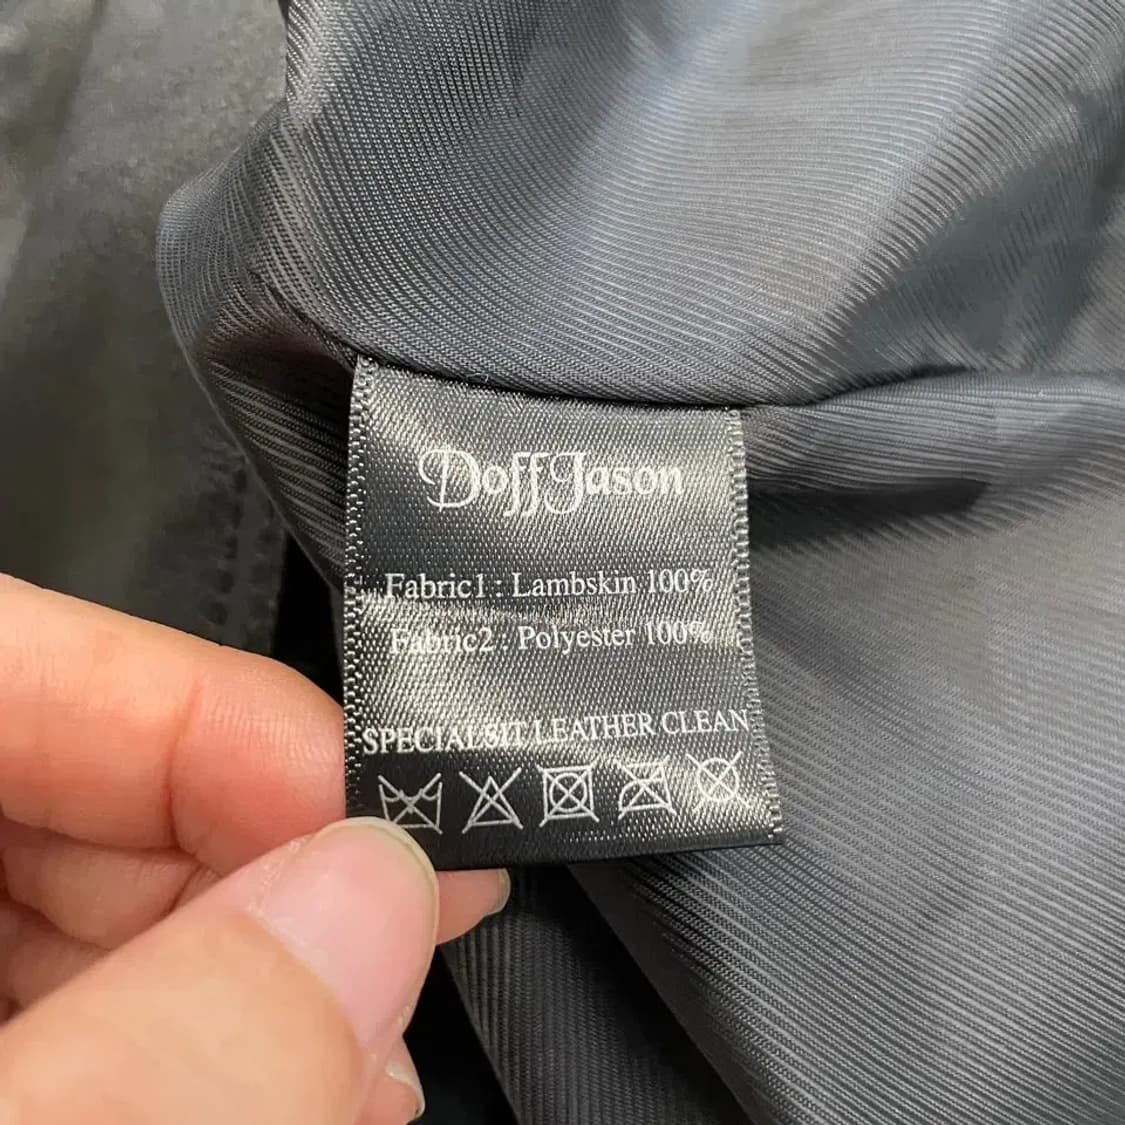 DoffJason
Fabric1 : Lambskin 100%
Fabric2 : Polyester 100%
SPECIALSIT LEATHER CLEAN